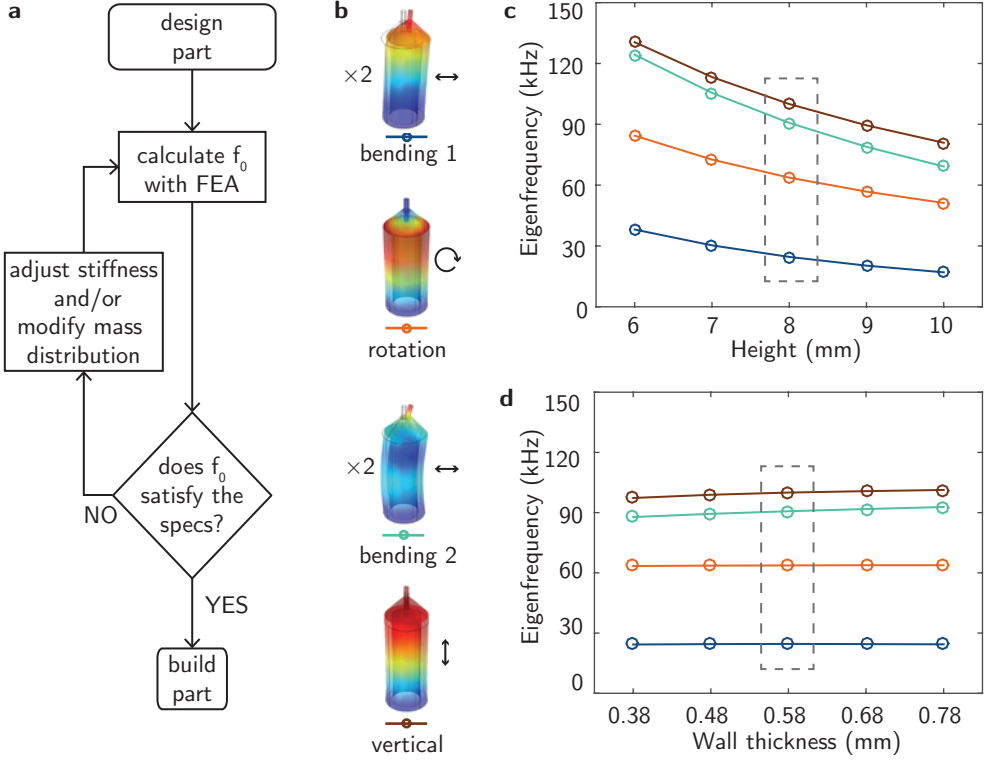 a
design
part
calculate f₀
with FEA
adjust stiffness
and/or
modify mass
distribution
does f₀
satisfy the
specs?
NO
YES
build
part
b
×2
bending 1
rotation
×2
bending 2
vertical
c
Eigenfrequency (kHz)
150
120
90
60
30
0
6 7 8 9 10
Height (mm)
d
Eigenfrequency (kHz)
150
120
90
60
30
0
0.38 0.48 0.58 0.68 0.78
Wall thickness (mm)